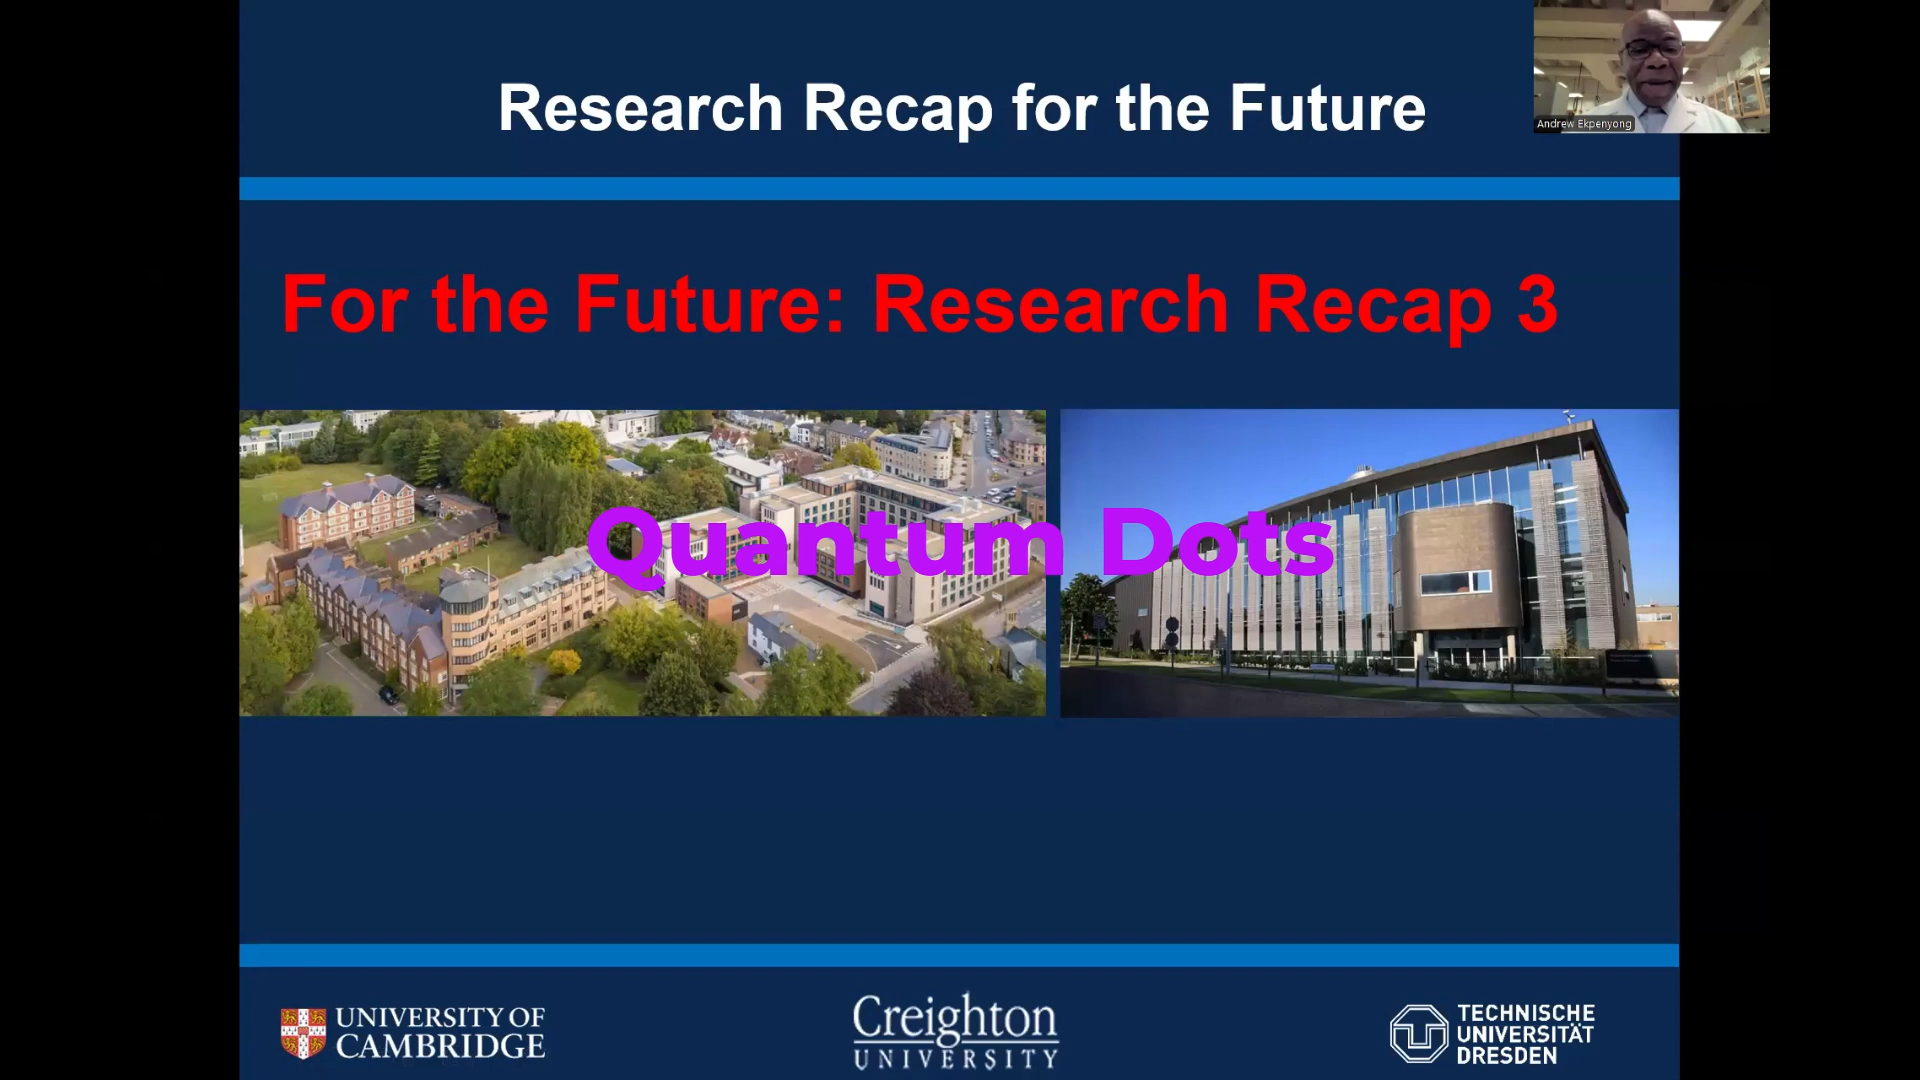 Research Recap for the Future
Andrew Ekpenyong
For the Future: Research Recap 3
Quantum Dots
UNIVERSITY OF
CAMBRIDGE
Creighton
UNIVERSITY
TECHNISCHE
UNIVERSITÄT
DRESDEN